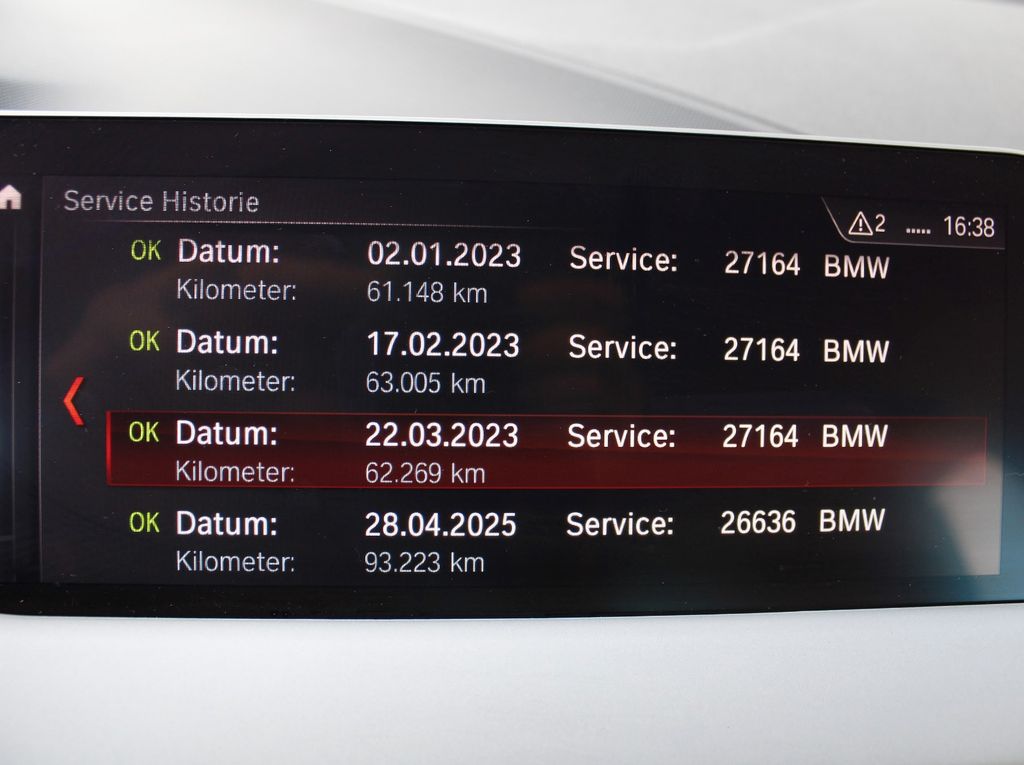 Service Historie
2 ..... 16:38
OK Datum: 02.01.2023 Service: 27164 BMW
Kilometer: 61.148 km
OK Datum: 17.02.2023 Service: 27164 BMW
Kilometer: 63.005 km
OK Datum: 22.03.2023 Service: 27164 BMW
Kilometer: 62.269 km
OK Datum: 28.04.2025 Service: 26636 BMW
Kilometer: 93.223 km